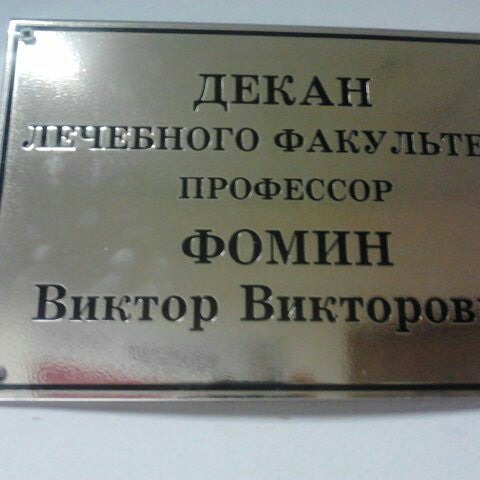 ДЕКАН
ЛЕЧЕБНОГО ФАКУЛЬТЕ
ПРОФЕССОР
ФОМИН
Виктор Викторов